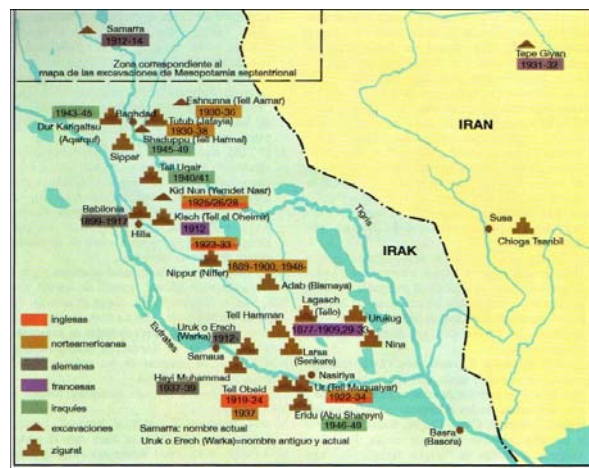 Samarra
1912-14
Zona correspondiente al
mapa de las excavaciones de Mesopotamia septentrional
Tepe Giyan
1931-32
1943-45
Baghdad
Eshnunna (Tell Asmar)
1930-36
Tutub (Jafayia)
1930-38
Dur Karigaltsu
(Aqarquf)
Shaduppu (Tell Harmal)
1945-49
Sippar
Tell Uqair
1940/41
IRAN
Kid Nun (Yemdet Nasr)
1925/26/28
Babilonia
1899-1917
Kisch (Tell el Oheimir)
1912
Hilla
1923-33
Tigris
Susa
Chioga Tsanbil
IRAK
Nippur (Niffer)
1889-1900, 1948-
Adab (Bismaya)
Lagasch
(Tello)
1877-1909,29-33
Urukug
Nina
Tell Hamman
Eufrates
Uruk o Erech
(Warka)
1912
Larsa
(Senkere)
Samaua
Nasiriya
Hayi Muhammad
1937-39
Tell Obeid
1919-24
1937
Ur (Tell Muquaiyar)
1922-34
Eridu (Abu Shareyn)
1946-49
Basra
(Basora)
inglesas
norteamericanas
alemanas
francesas
iraquíes
excavaciones
zigurat
Samarra: nombre actual
Uruk o Erech (Warka)=nombre antiguo y actual